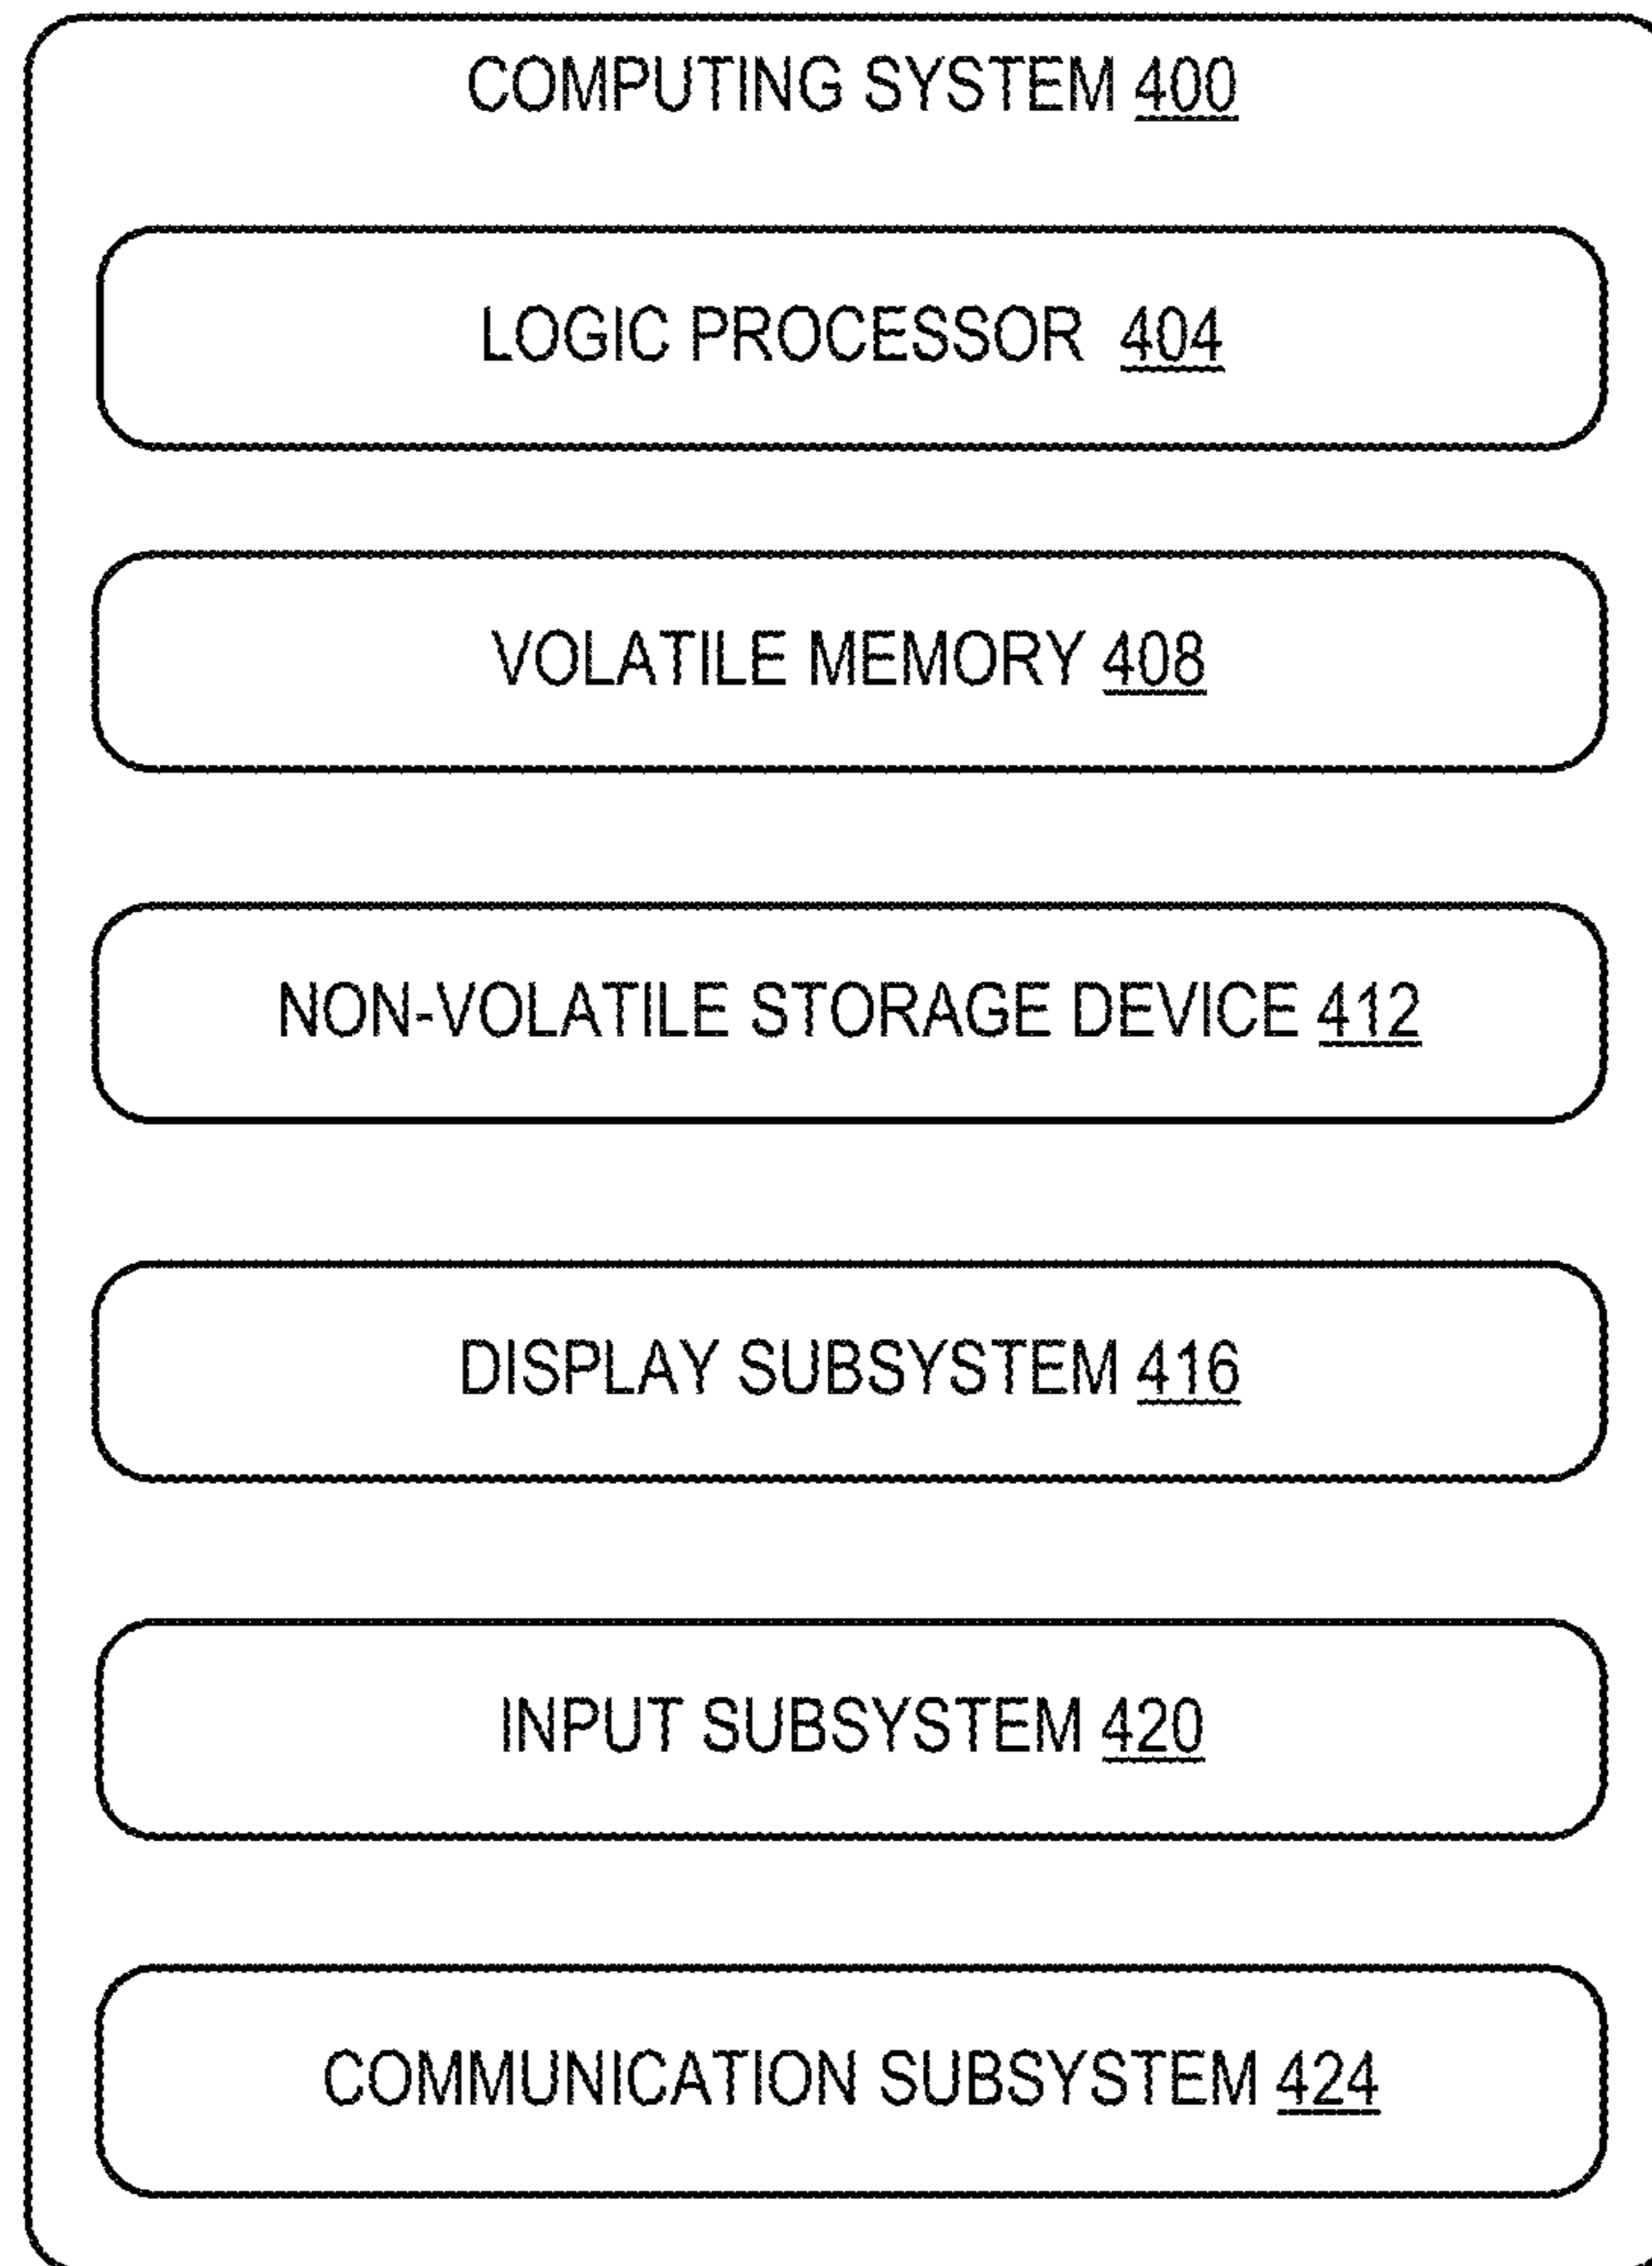 COMPUTING SYSTEM 400
LOGIC PROCESSOR 404
VOLATILE MEMORY 408
NON-VOLATILE STORAGE DEVICE 412
DISPLAY SUBSYSTEM 416
INPUT SUBSYSTEM 420
COMMUNICATION SUBSYSTEM 424